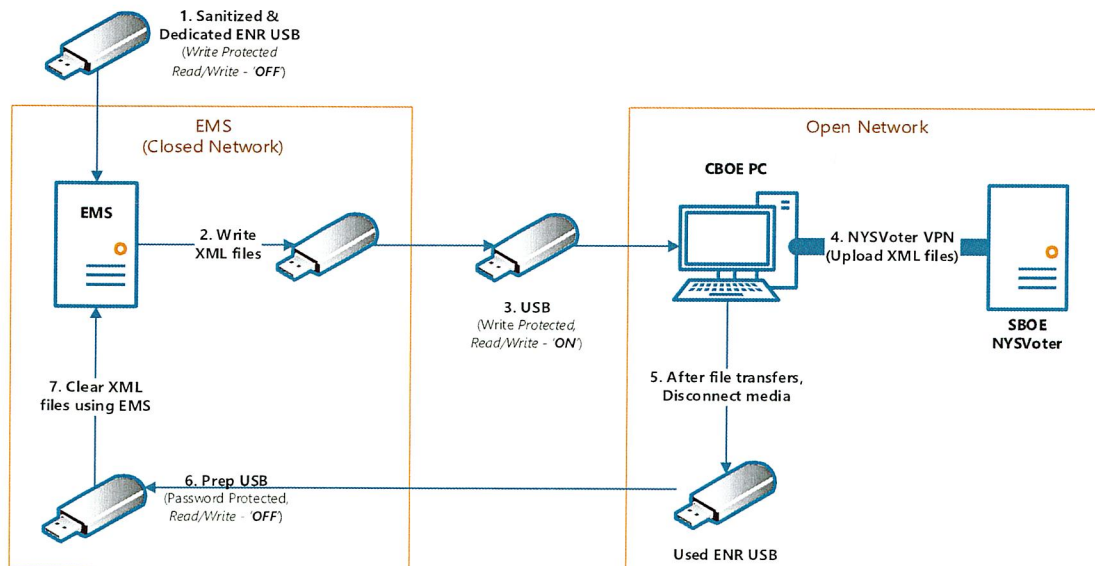 1. Sanitized &
Dedicated ENR USB
(Write Protected
Read/Write - 'OFF')
EMS
(Closed Network)
Open Network
CBOE PC
EMS
2. Write
XML files
4. NYSVoter VPN
(Upload XML files)
3. USB
(Write Protected,
Read/Write - 'ON')
SBOE
NYSVoter
7. Clear XML
files using EMS
5. After file transfers,
Disconnect media
6. Prep USB
(Password Protected,
Read/Write - 'OFF')
Used ENR USB